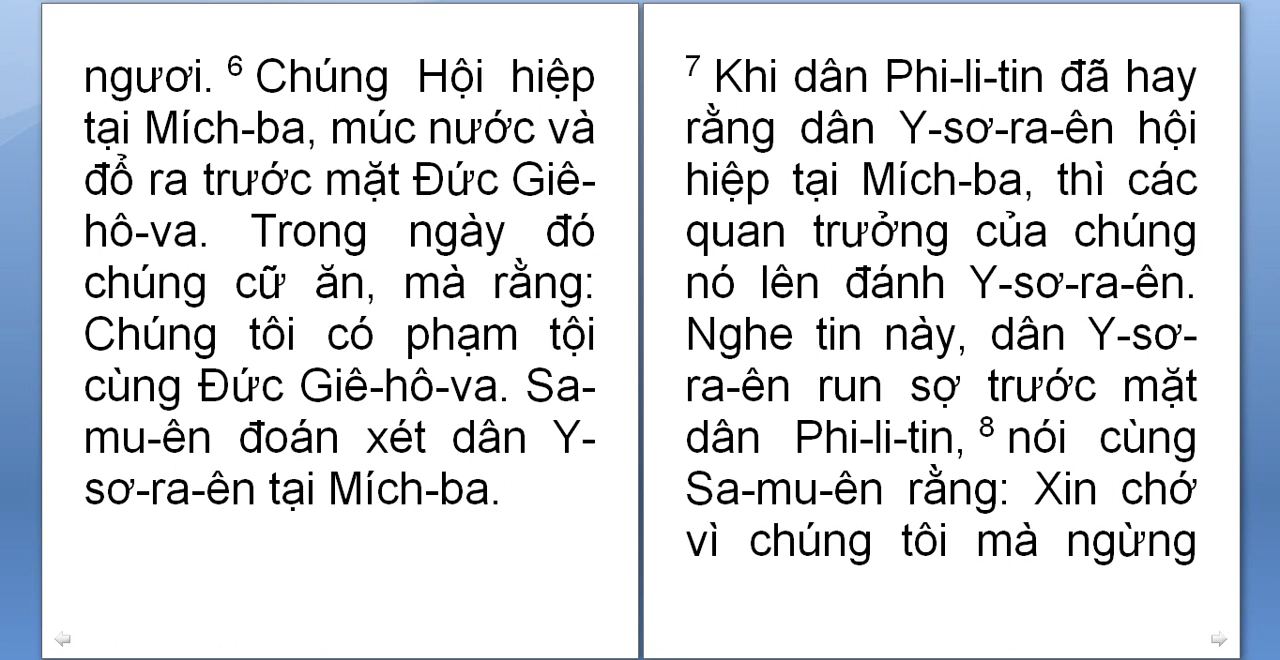 ngươi. 6 Chúng Hội hiệp
tại Mích-ba, múc nước và
đổ ra trước mặt Đức Giê-
hô-va. Trong ngày đó
chúng cữ ăn, mà rằng:
Chúng tôi có phạm tội
cùng Đức Giê-hô-va. Sa-
mu-ên đoán xét dân Y-
sơ-ra-ên tại Mích-ba.
7 Khi dân Phi-li-tin đã hay
rằng dân Y-sơ-ra-ên hội
hiệp tại Mích-ba, thì các
quan trưởng của chúng
nó lên đánh Y-sơ-ra-ên.
Nghe tin này, dân Y-sơ-
ra-ên run sợ trước mặt
dân Phi-li-tin, 8 nói cùng
Sa-mu-ên rằng: Xin chớ
vì chúng tôi mà ngừng